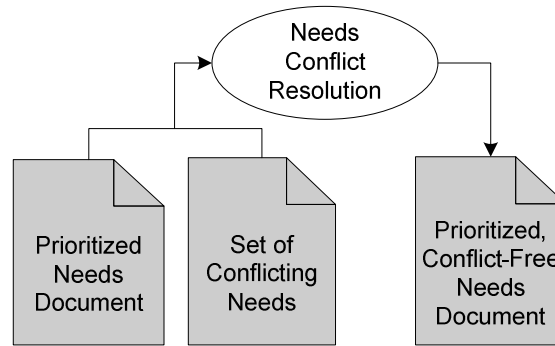 Needs
Conflict
Resolution
Prioritized
Needs
Document
Set of
Conflicting
Needs
Prioritized,
Conflict-Free
Needs
Document